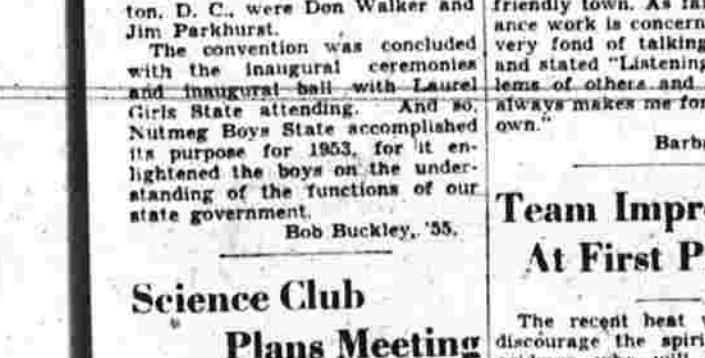 ton, D. C., were Don Walker and
Jim Parkhurst.
The convention was concluded
with the inaugural ceremonies
and inaugural ball with Laurel
Girls State attending. And so,
Nutmeg Boys State accomplished
its purpose for 1953, for it en-
lightened the boys on the under-
standing of the functions of our
state government.
Bob Buckley, '55.
Science Club
Plans Meeting
friendly town. As
ance work is concern
very fond of talking
and stated "Listening
lems of others and
always makes me for
own."
Barb
Team Impr
At First P
The recent heat
discourage the spiri